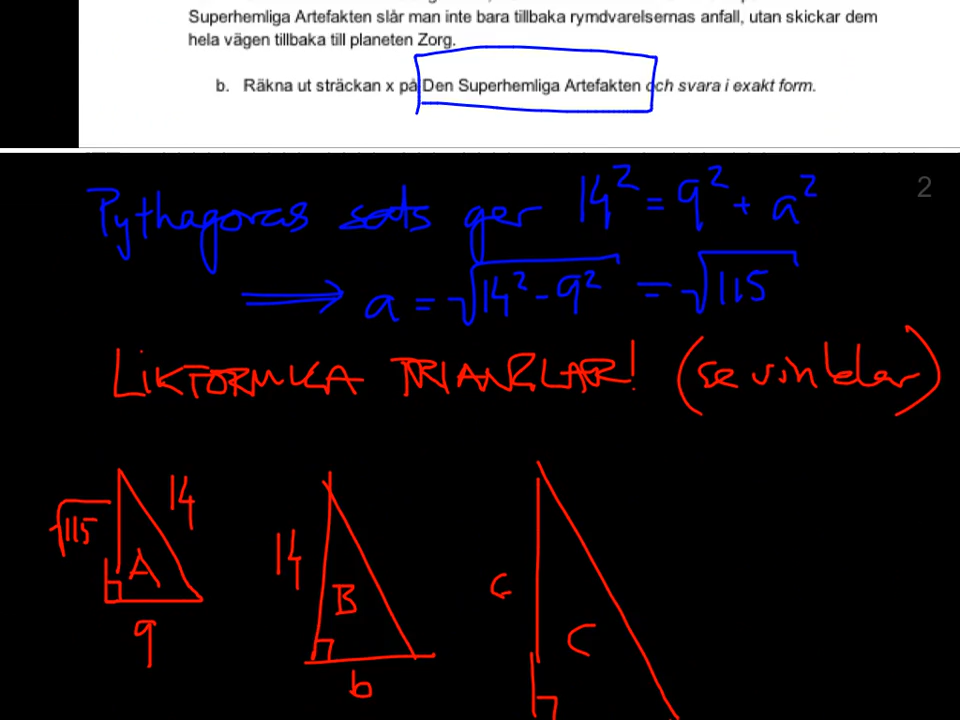 Superhemliga Artefakten slår man inte bara tillbaka rymdvarelsernas anfall, utan skickar dem
hela vägen tillbaka till planeten Zorg.
b. Räkna ut sträckan x på Den Superhemliga Artefakten och svara i exakt form.
2
Pythagoras sats ger 14² = 9² + a²
⟹ a = √(14² - 9²) = √115
LIKFORMIGA TRIANGLAR! (se vinklar)
√115 14 A 9
14 B b
c C